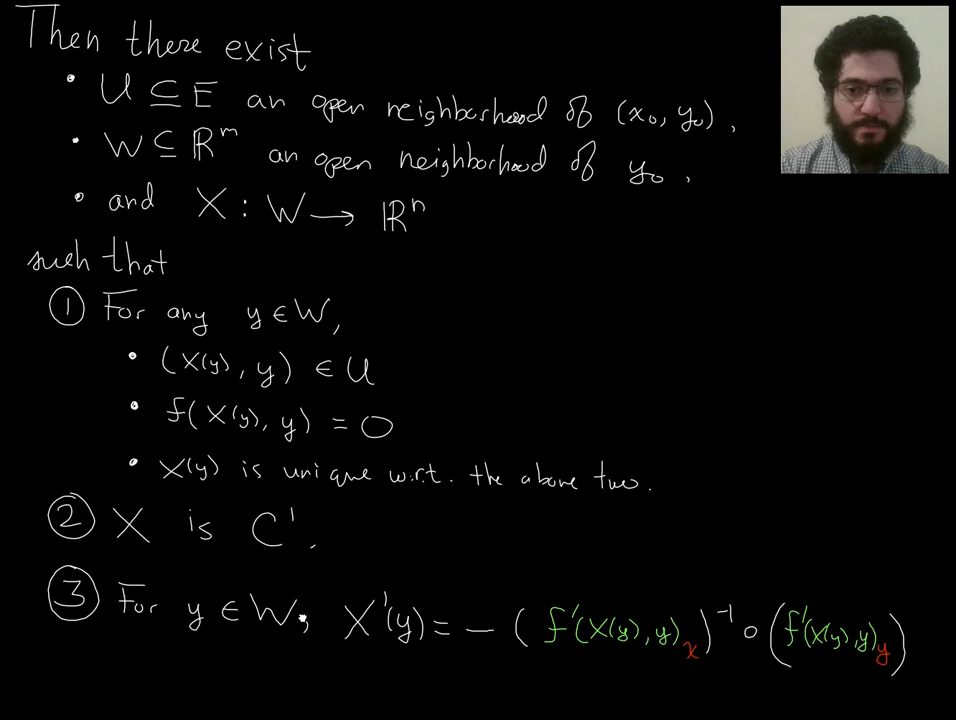 Then there exist
• U ⊆ E an open neighborhood of (x₀, y₀),
• W ⊆ ℝᵐ an open neighborhood of y₀,
• and X : W → ℝⁿ
such that
① For any y ∈ W,
• (X(y), y) ∈ U
• f(X(y), y) = 0
• X(y) is unique w.r.t. the above two.
② X is C¹,
③ For y ∈ W, X'(y) = - (f'(X(y), y)ₓ)⁻¹ ∘ (f'(X(y), y)_y)